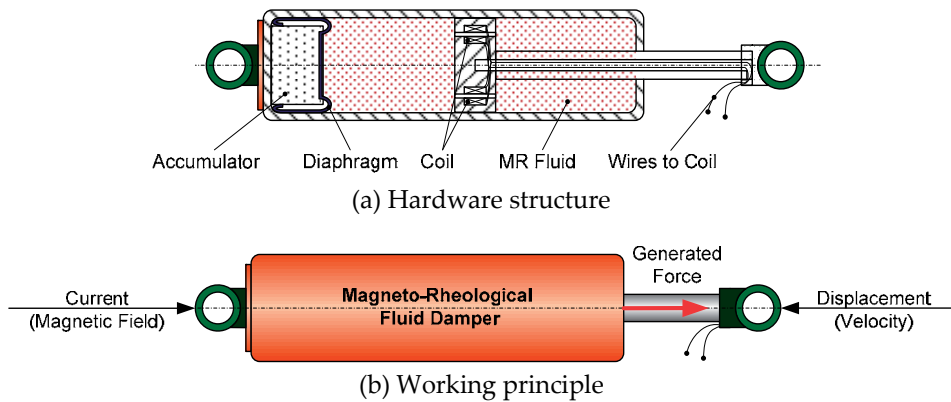 Accumulator Diaphragm Coil MR Fluid Wires to Coil
(a) Hardware structure
Generated
Force
Current
(Magnetic Field)
Magneto-Rheological
Fluid Damper
Displacement
(Velocity)
(b) Working principle